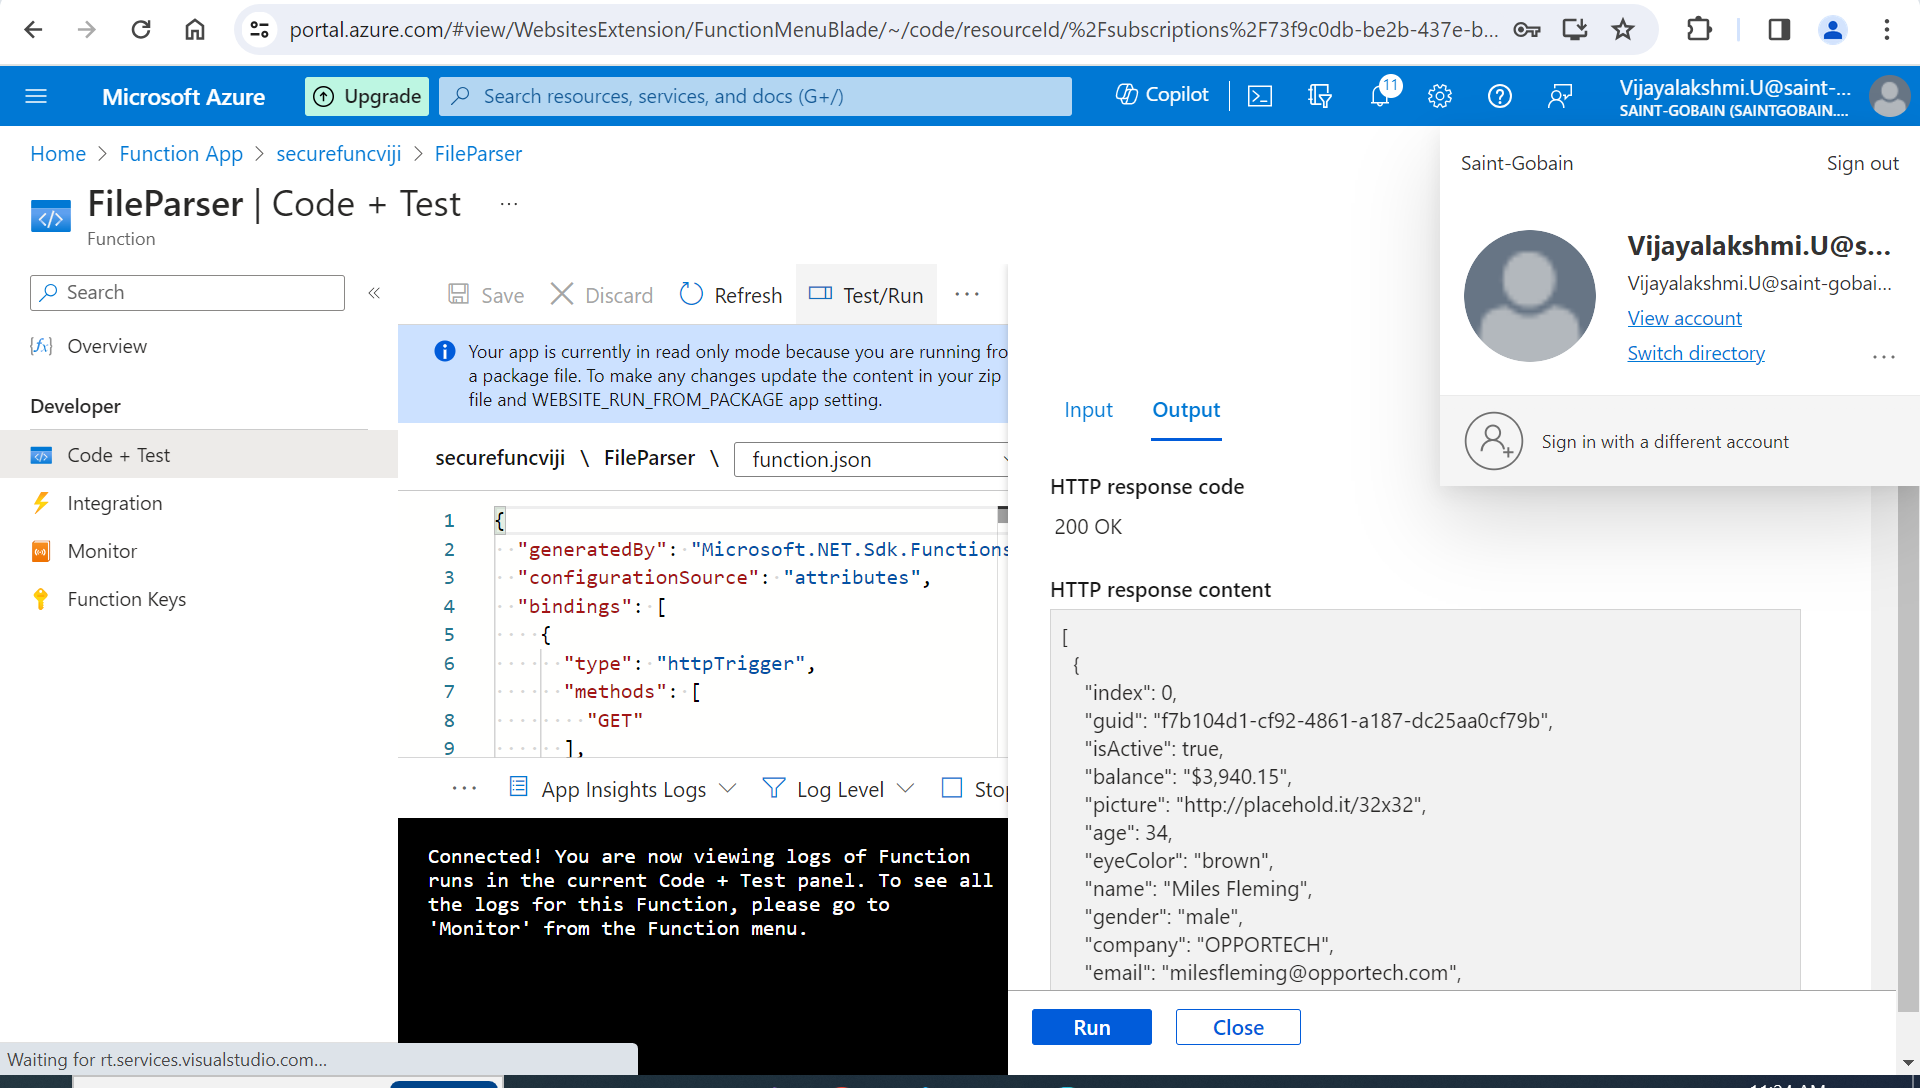 portal.azure.com/#view/WebsitesExtension/FunctionMenuBlade/~/code/resourceId/%2Fsubscriptions%2F73f9c0db-be2b-437e-b...
Microsoft Azure
Upgrade
Search resources, services, and docs (G+/)
Copilot
11
Vijayalakshmi.U@saint-...
SAINT-GOBAIN (SAINTGOBAIN....
Home > Function App > securefuncviji > FileParser
FileParser | Code + Test ...
Function
Saint-Gobain
Sign out
Vijayalakshmi.U@s...
Vijayalakshmi.U@saint-gobai...
View account
Switch directory
...
Sign in with a different account
Search
«
Overview
Developer
Code + Test
Integration
Monitor
Function Keys
Save
Discard
Refresh
Test/Run
...
Your app is currently in read only mode because you are running fro
a package file. To make any changes update the content in your zip
file and WEBSITE_RUN_FROM_PACKAGE app setting.
securefuncviji \ FileParser \ function.json
1 {
2 "generatedBy": "Microsoft.NET.Sdk.Functions
3 "configurationSource": "attributes",
4 "bindings": [
5 {
6 "type": "httpTrigger",
7 "methods": [
8 "GET"
9 ],
...
App Insights Logs
Log Level
Stop
Connected! You are now viewing logs of Function
runs in the current Code + Test panel. To see all
the logs for this Function, please go to
'Monitor' from the Function menu.
Input
Output
HTTP response code
200 OK
HTTP response content
[
{
"index": 0,
"guid": "f7b104d1-cf92-4861-a187-dc25aa0cf79b",
"isActive": true,
"balance": "$3,940.15",
"picture": "http://placehold.it/32x32",
"age": 34,
"eyeColor": "brown",
"name": "Miles Fleming",
"gender": "male",
"company": "OPPORTECH",
"email": "milesfleming@opportech.com",
Run
Close
Waiting for rt.services.visualstudio.com...